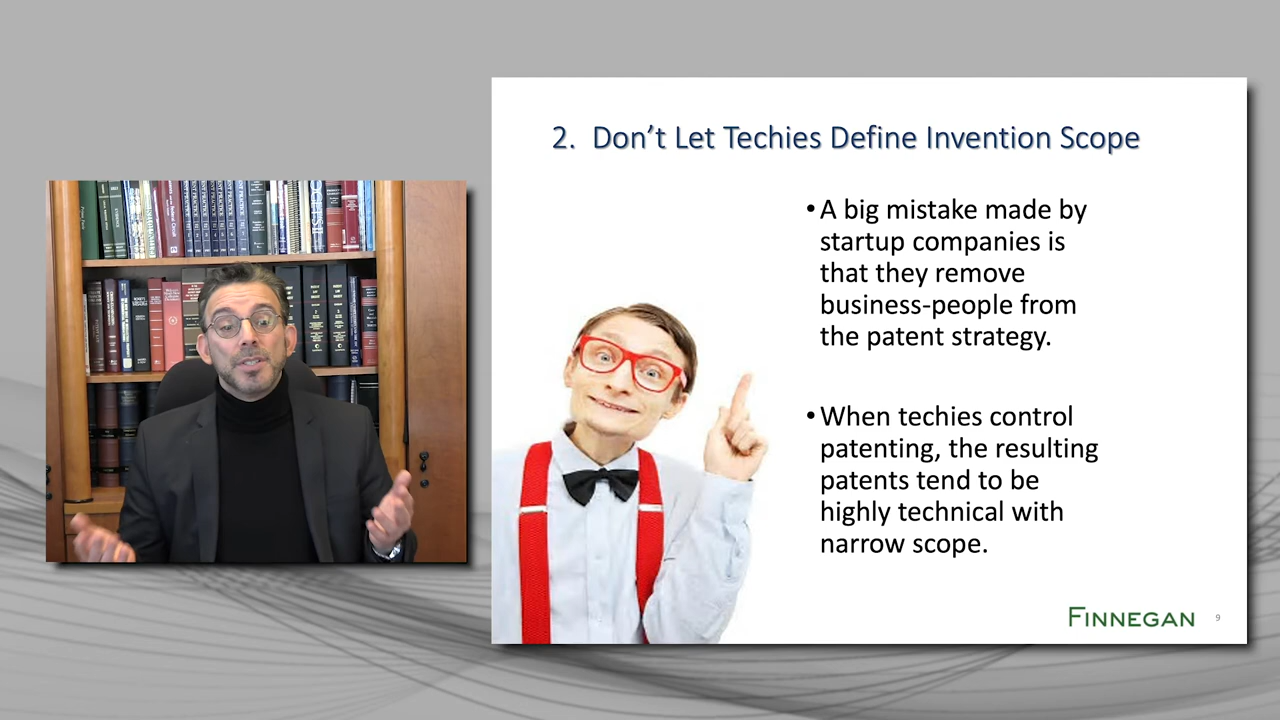 2. Don't Let Techies Define Invention Scope
•A big mistake made by
startup companies is
that they remove
business-people from
the patent strategy.
•When techies control
patenting, the resulting
patents tend to be
highly technical with
narrow scope.
FINNEGAN 9